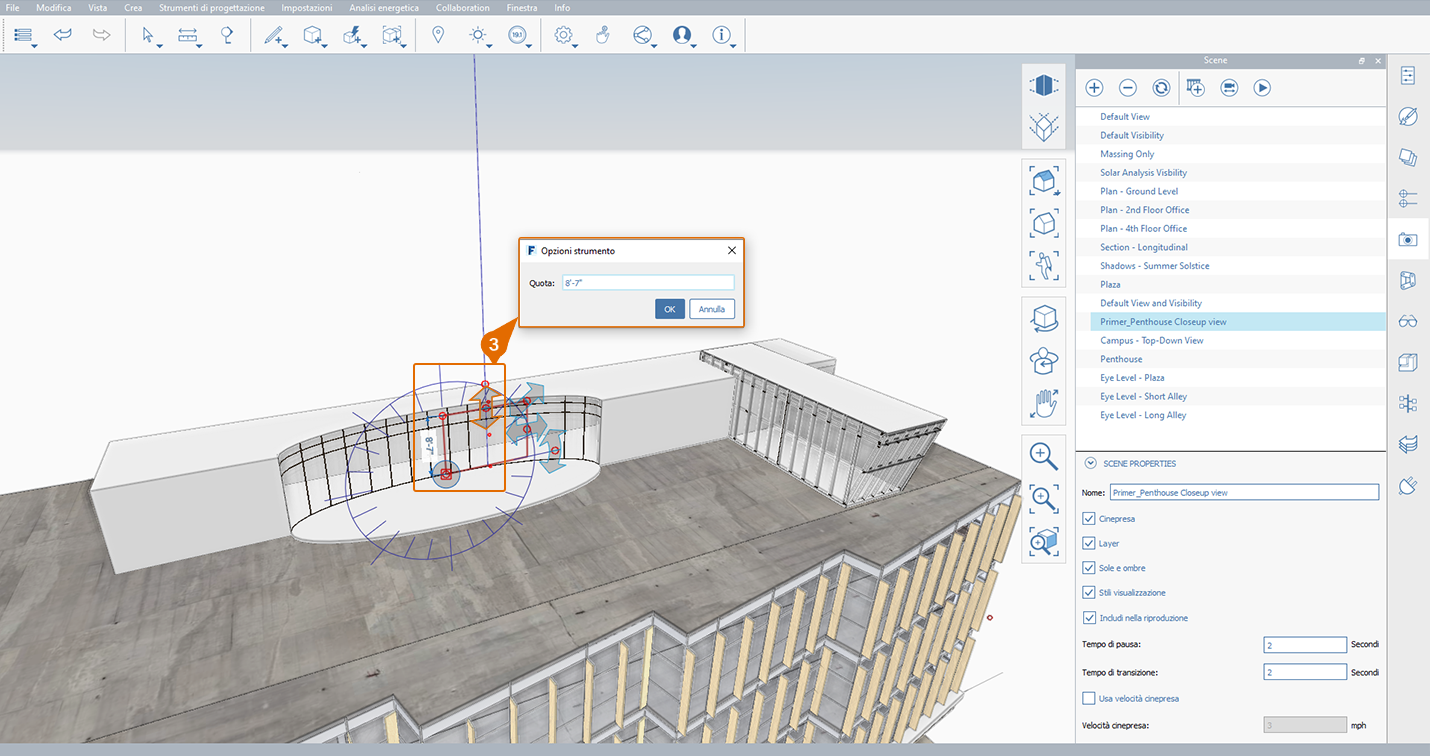 File Modifica Vista Crea Strumenti di progettazione Impostazioni Analisi energetica Collaboration Finestra Info
19.1
Scene
Default View
Default Visibility
Massing Only
Solar Analysis Visbility
Plan - Ground Level
Plan - 2nd Floor Office
Plan - 4th Floor Office
Section - Longitudinal
Shadows - Summer Solstice
Plaza
Default View and Visibility
Primer_Penthouse Closeup view
Campus - Top-Down View
Penthouse
Eye Level - Plaza
Eye Level - Short Alley
Eye Level - Long Alley
SCENE PROPERTIES
Nome: Primer_Penthouse Closeup view
Cinepresa
Layer
Sole e ombre
Stili visualizzazione
Includi nella riproduzione
Tempo di pausa: 2 Secondi
Tempo di transizione: 2 Secondi
Usa velocità cinepresa
Velocità cinepresa: 3 mph
F Opzioni strumento
Quota: 8'-7"
OK Annulla
3
8'-7"